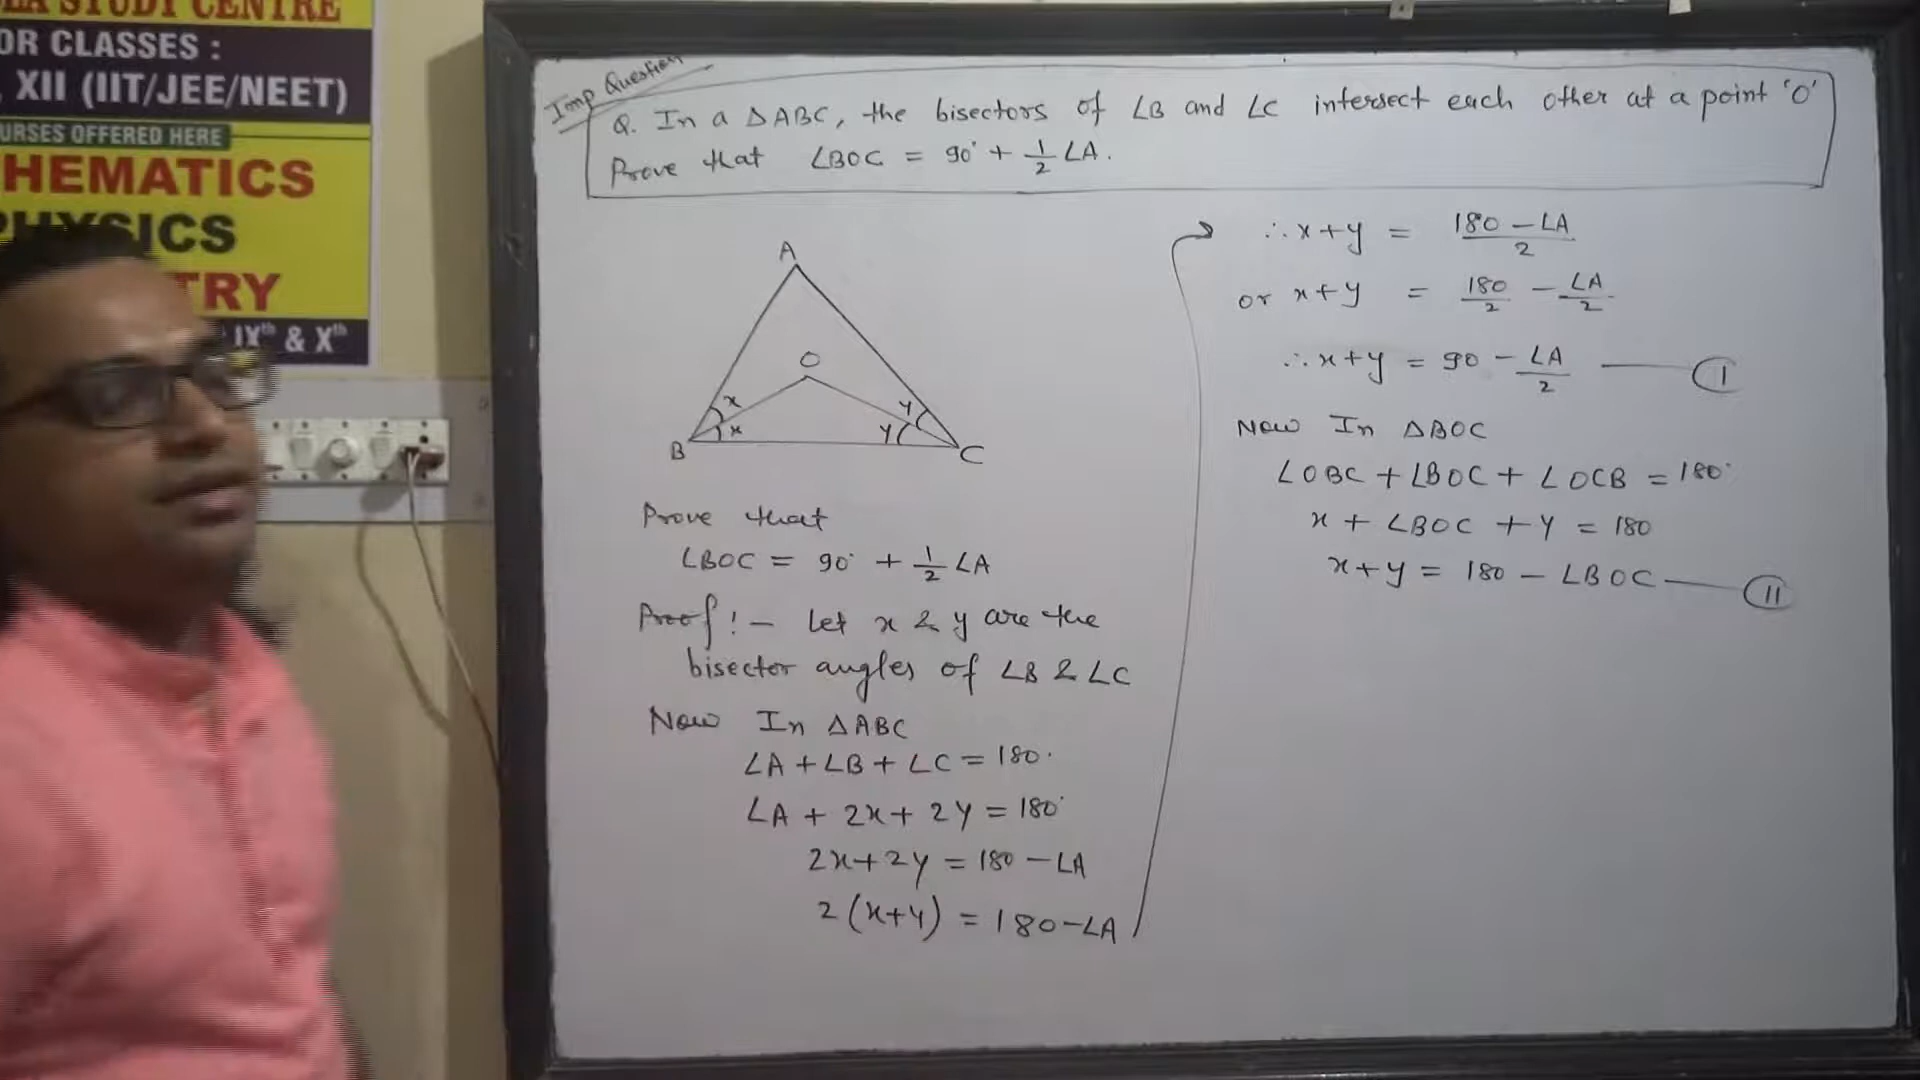 STUDY CENTRE
OR CLASSES :
XII (IIT/JEE/NEET)
URSES OFFERED HERE
HEMATICS
PHYSICS
TRY
IXth & Xth
Imp Question
Q. In a △ABC, the bisectors of ∠B and ∠C intersect each other at a point 'O'
Prove that ∠BOC = 90° + 1/2 ∠A.
A
O
x
x
y
y
B
C
Prove that
∠BOC = 90° + 1/2 ∠A
Proof :- Let x & y are the
bisector angles of ∠B & ∠C
Now In △ABC
∠A + ∠B + ∠C = 180°
∠A + 2x + 2y = 180°
2x + 2y = 180 - ∠A
2(x+y) = 180 - ∠A
∴ x+y = (180 - ∠A)/2
or x+y = 180/2 - ∠A/2
∴ x+y = 90 - ∠A/2 —— I
Now In △BOC
∠OBC + ∠BOC + ∠OCB = 180°
x + ∠BOC + y = 180
x+y = 180 - ∠BOC —— II